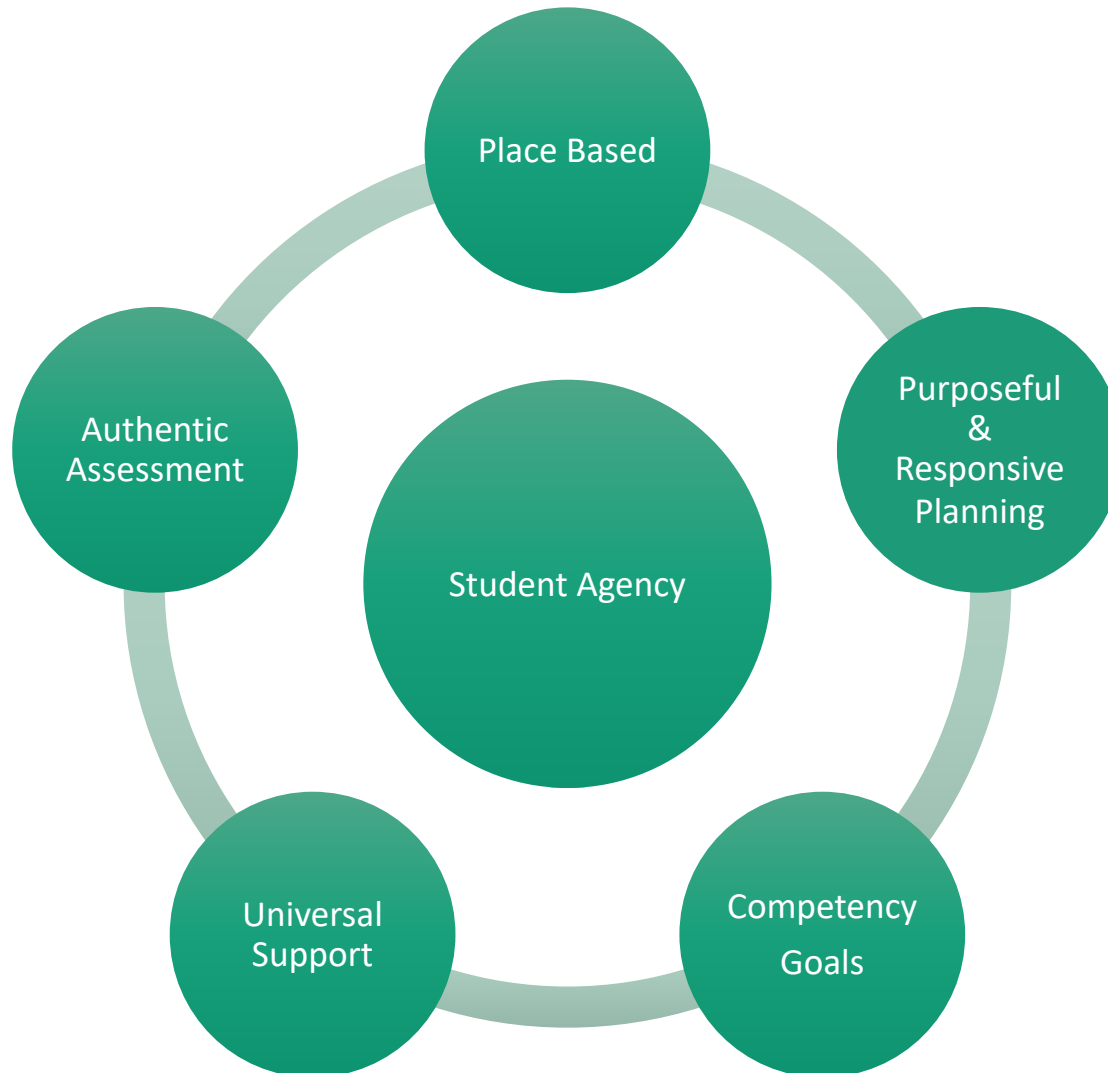 Place Based
Purposeful
&
Responsive
Planning
Competency
Goals
Universal
Support
Authentic
Assessment
Student Agency